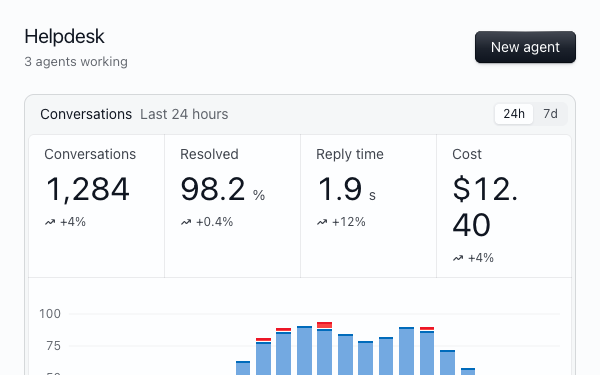 Helpdesk
3 agents working
New agent
Conversations Last 24 hours
24h 7d
Conversations
1,284
+4%
Resolved
98.2 %
+0.4%
Reply time
1.9 s
+12%
Cost
$12.
40
+4%
100
75